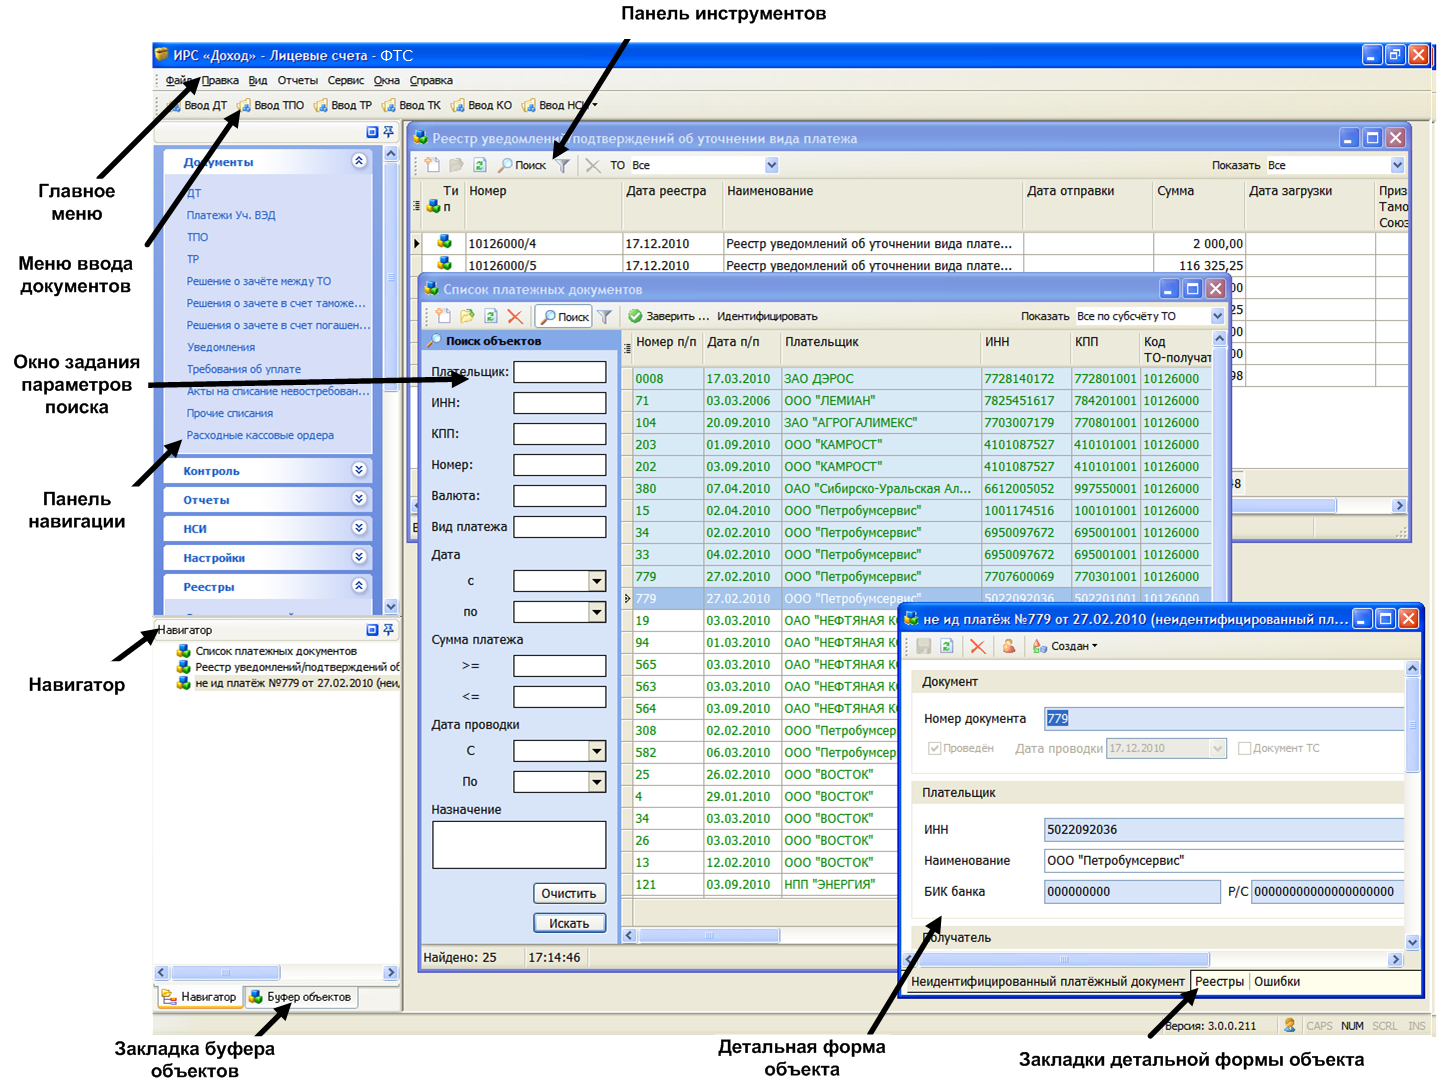 Панель инструментов
ИРС «Доход» - Лицевые счета - ФТС
Файл Правка Вид Отчеты Сервис Окна Справка
Ввод ДТ Ввод ТПО Ввод ТР Ввод ТК Ввод КО Ввод НСИ
Главное
меню
Меню ввода
документов
Окно задания
параметров
поиска
Панель
навигации
Навигатор
Документы
ДТ
Платежи Уч. ВЭД
ТПО
ТР
Решение о зачёте между ТО
Решения о зачете в счет таможе...
Решения о зачете в счет погашен...
Уведомления
Требования об уплате
Акты на списание невостребован...
Прочие списания
Расходные кассовые ордера
Контроль
Отчеты
НСИ
Настройки
Реестры
Навигатор
Список платежных документов
Реестр уведомлений/подтверждений об
не ид платёж №779 от 27.02.2010 (неид
Навигатор Буфер объектов
Реестр уведомлений/подтверждений об уточнении вида платежа
Поиск ТО Все Показать Все
Ти
п
Номер Дата реестра Наименование Дата отправки Сумма Дата загрузки Приз
Тамо
Союз
10126000/4 17.12.2010 Реестр уведомлений об уточнении вида плате... 2 000,00
10126000/5 17.12.2010 Реестр уведомлений об уточнении вида плате... 116 325,25
00
25
00
00
98
48
Список платежных документов
Поиск Заверить ... Идентифицировать Показать Все по субсчёту ТО
Поиск объектов
Плательщик:
ИНН:
КПП:
Номер:
Валюта:
Вид платежа
Дата
с
по
Сумма платежа
>=
<=
Дата проводки
С
По
Назначение
Очистить
Искать
Найдено: 25 17:14:46
Номер п/п Дата п/п Плательщик ИНН КПП Код
ТО-получат
0008 17.03.2010 ЗАО ДЭРОС 7728140172 772801001 10126000
71 03.03.2006 ООО "ЛЕМИАН" 7825451617 784201001 10126000
104 20.09.2010 ЗАО "АГРОГАЛИМЕКС" 7703007179 770801001 10126000
203 01.09.2010 ООО "КАМРОСТ" 4101087527 410101001 10126000
202 03.09.2010 ООО "КАМРОСТ" 4101087527 410101001 10126000
380 07.04.2010 ОАО "Сибирско-Уральская Ал... 6612005052 997550001 10126000
15 02.04.2010 ООО "Петробумсервис" 1001174516 100101001 10126000
34 02.02.2010 ООО "Петробумсервис" 6950097672 695001001 10126000
33 04.02.2010 ООО "Петробумсервис" 6950097672 695001001 10126000
779 27.02.2010 ООО "Петробумсервис" 7707600069 770301001 10126000
779 27.02.2010 ООО "Петробумсервис" 5022092036 502201001 10126000
19 03.03.2010 ОАО "НЕФТЯНАЯ КО
94 01.03.2010 ОАО "НЕФТЯНАЯ КО
565 03.03.2010 ОАО "НЕФТЯНАЯ КО
563 03.03.2010 ОАО "НЕФТЯНАЯ КО
564 03.09.2010 ОАО "НЕФТЯНАЯ КО
308 02.02.2010 ООО "Петробумсер
582 06.03.2010 ООО "Петробумсер
25 26.02.2010 ООО "ВОСТОК"
4 29.01.2010 ООО "ВОСТОК"
34 03.03.2010 ООО "ВОСТОК"
26 03.03.2010 ООО "ВОСТОК"
13 12.02.2010 ООО "ВОСТОК"
121 03.09.2010 НПП "ЭНЕРГИЯ"
не ид платёж №779 от 27.02.2010 (неидентифицированный пл...
Создан
Документ
Номер документа 779
Проведён Дата проводки 17.12.2010 Документ ТС
Плательщик
ИНН 5022092036
Наименование ООО "Петробумсервис"
БИК банка 000000000 Р/С 00000000000000000000
Получатель
Неидентифицированный платёжный документ Реестры Ошибки
Версия: 3.0.0.211 CAPS NUM SCRL INS
Закладка буфера
объектов
Детальная форма
объекта
Закладки детальной формы объекта